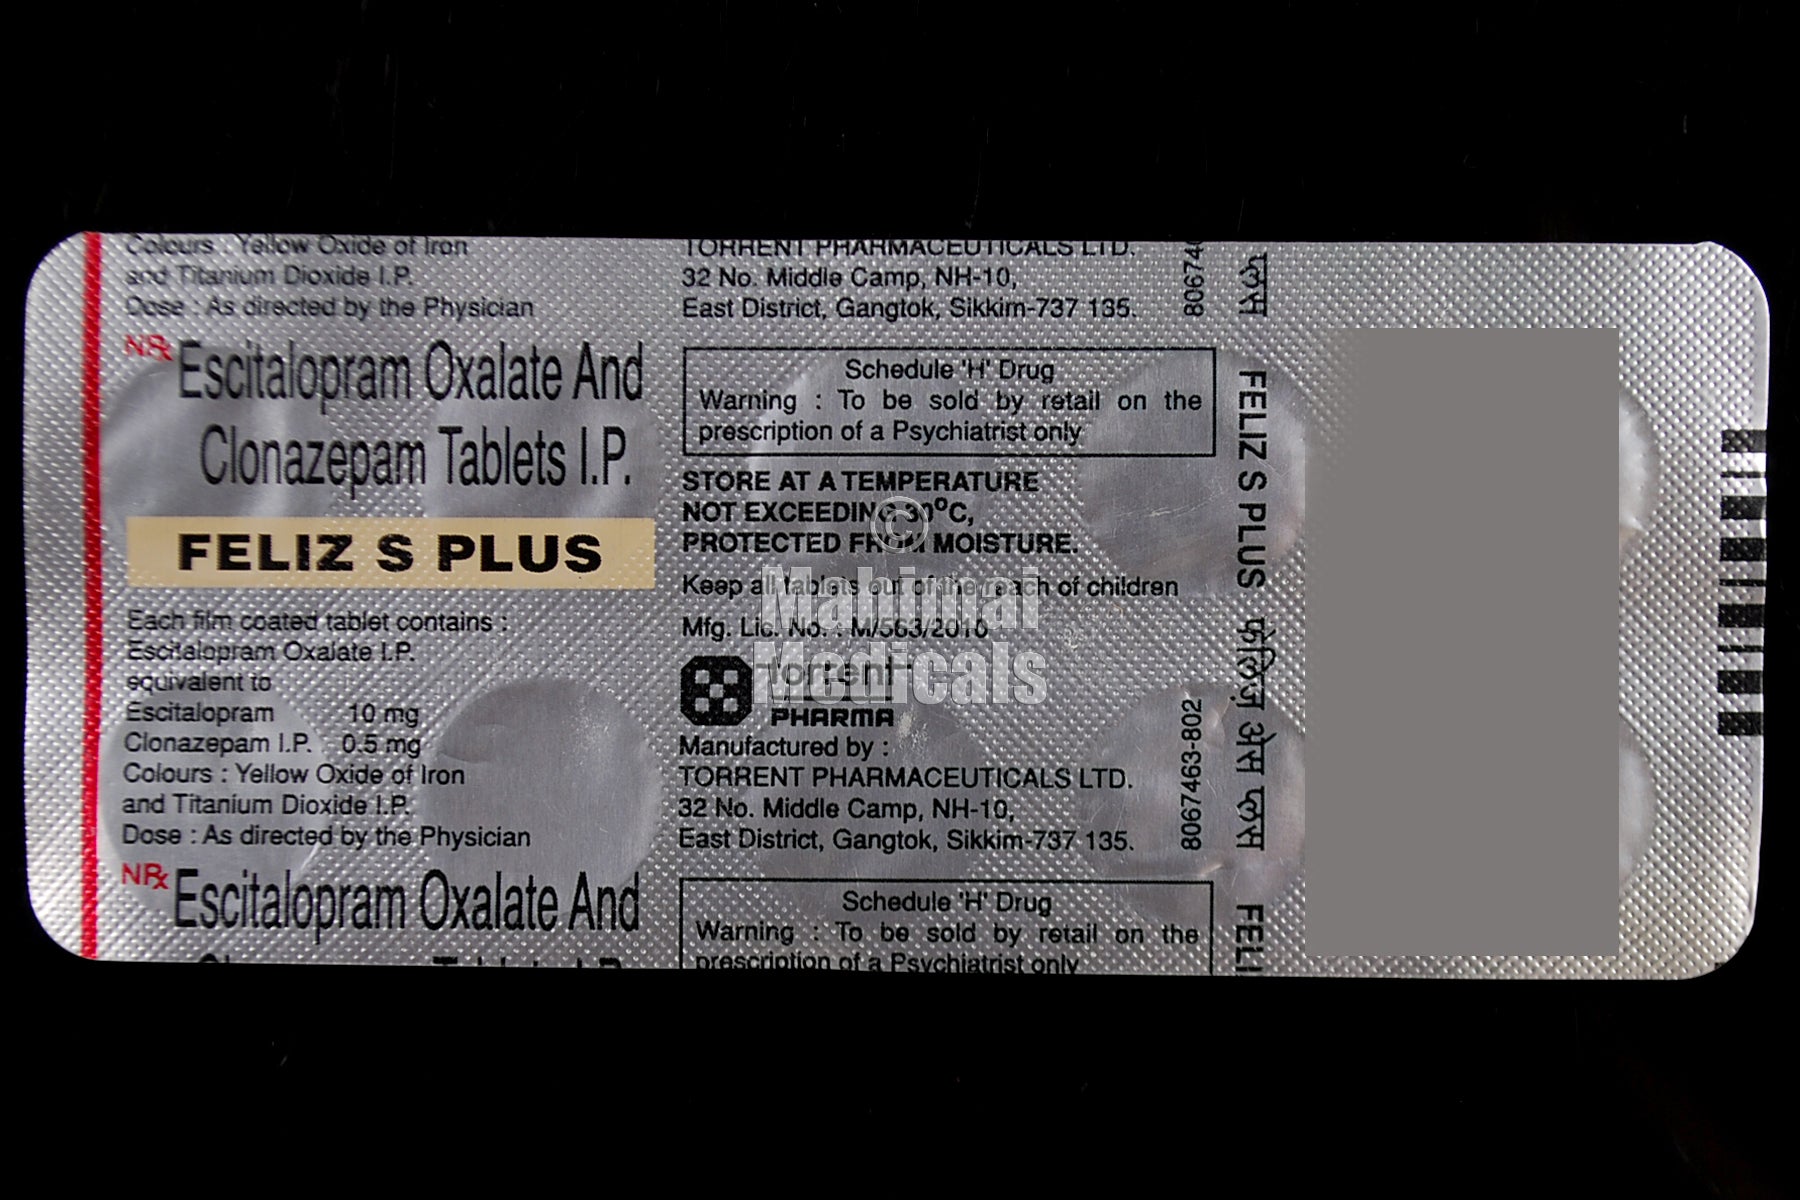 Colours : Yellow Oxide of Iron
and Titanium Dioxide I.P.
Dose : As directed by the Physician
NRx Escitalopram Oxalate And
Clonazepam Tablets I.P.
FELIZ S PLUS
Each film coated tablet contains :
Escitalopram Oxalate I.P.
equivalent to
Escitalopram 10 mg
Clonazepam I.P. 0.5 mg
Colours : Yellow Oxide of Iron
and Titanium Dioxide I.P.
Dose : As directed by the Physician
NRx Escitalopram Oxalate And
TORRENT PHARMACEUTICALS LTD.
32 No. Middle Camp, NH-10,
East District, Gangtok, Sikkim-737 135.
Schedule 'H' Drug
Warning : To be sold by retail on the
prescription of a Psychiatrist only
STORE AT A TEMPERATURE
NOT EXCEEDING
PROTECTED FROM MOISTURE.
Keep all tablets out of the reach of children
Mfg. Lic. No. : M/563/2010
©
Mahimai
Medicals
torrent
PHARMA
Manufactured by :
TORRENT PHARMACEUTICALS LTD.
32 No. Middle Camp, NH-10,
East District, Gangtok, Sikkim-737 135.
Schedule 'H' Drug
Warning : To be sold by retail on the
prescription of a Psychiatrist only
80674
8067463-802
प्लस
FELIZ S PLUS
फेलिज़ एस प्लस
FELI